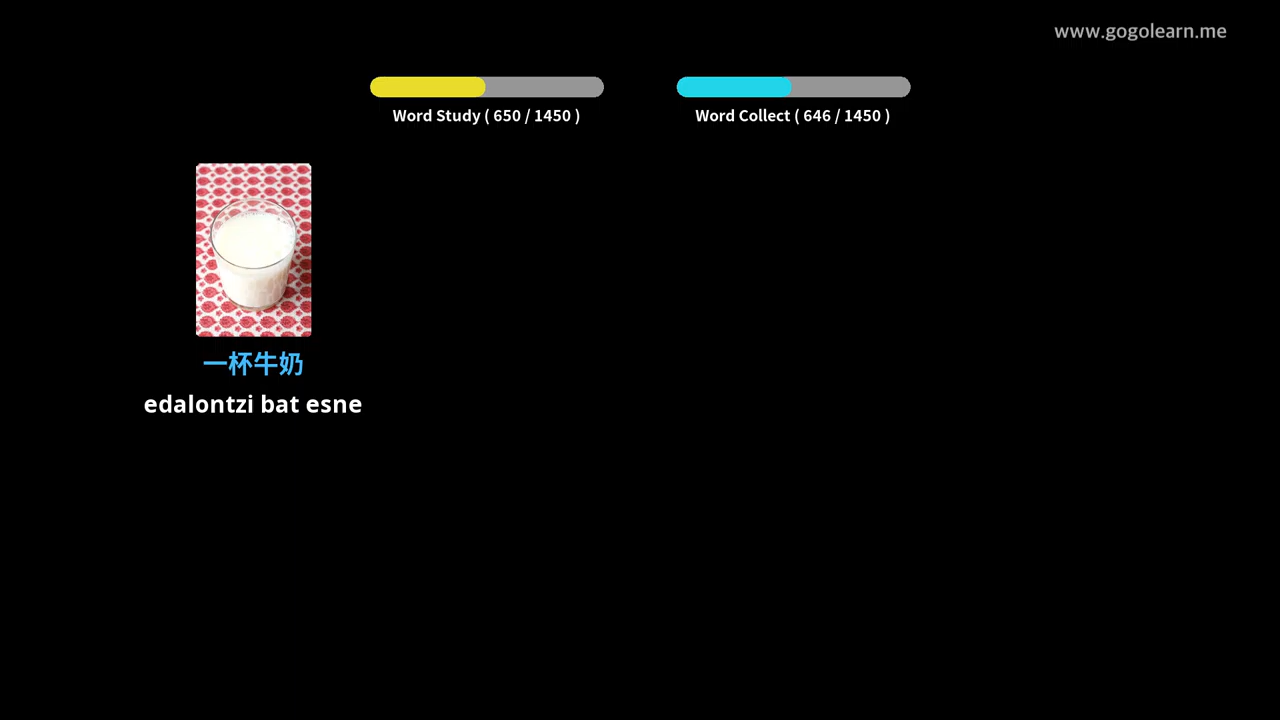 www.gogolearn.me
Word Study ( 650 / 1450 )
Word Collect ( 646 / 1450 )
一杯牛奶
edalontzi bat esne